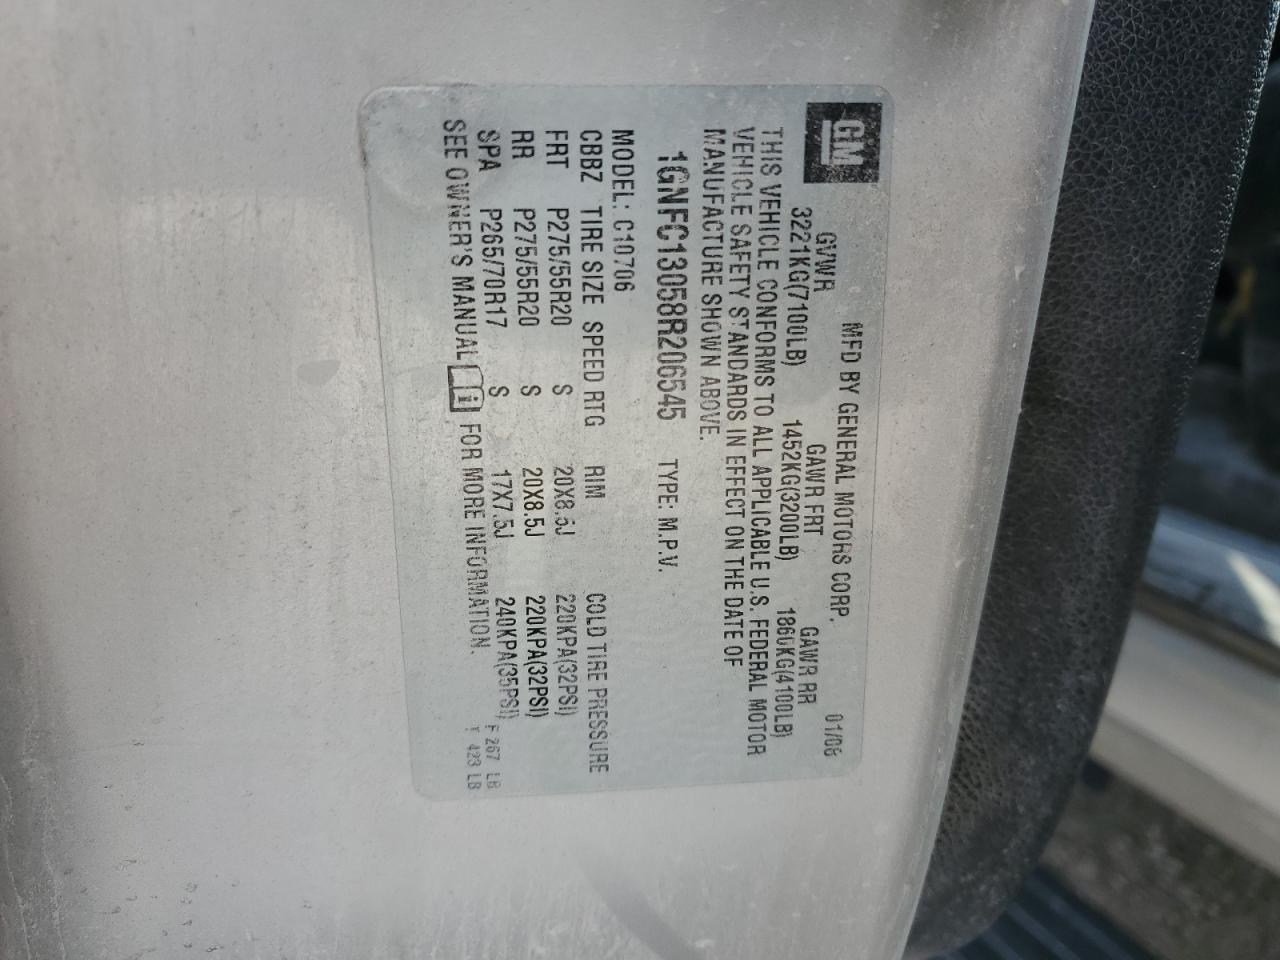 GM
MFD BY GENERAL MOTORS CORP. 01/08
GVWR GAWR FRT GAWR RR
3221KG(7100LB) 1452KG(3200LB) 1860KG(4100LB)
THIS VEHICLE CONFORMS TO ALL APPLICABLE U.S. FEDERAL MOTOR
VEHICLE SAFETY STANDARDS IN EFFECT ON THE DATE OF
MANUFACTURE SHOWN ABOVE.
1GNFC13058R206545 TYPE: M.P.V.
MODEL: C10706
CBBZ TIRE SIZE SPEED RTG RIM COLD TIRE PRESSURE
FRT P275/55R20 S 20X8.5J 220KPA(32PSI)
RR P275/55R20 S 20X8.5J 220KPA(32PSI)
SPA P265/70R17 S 17X7.5J 240KPA(35PSI)
SEE OWNER'S MANUAL i FOR MORE INFORMATION.
F 267 LB
T 423 LB